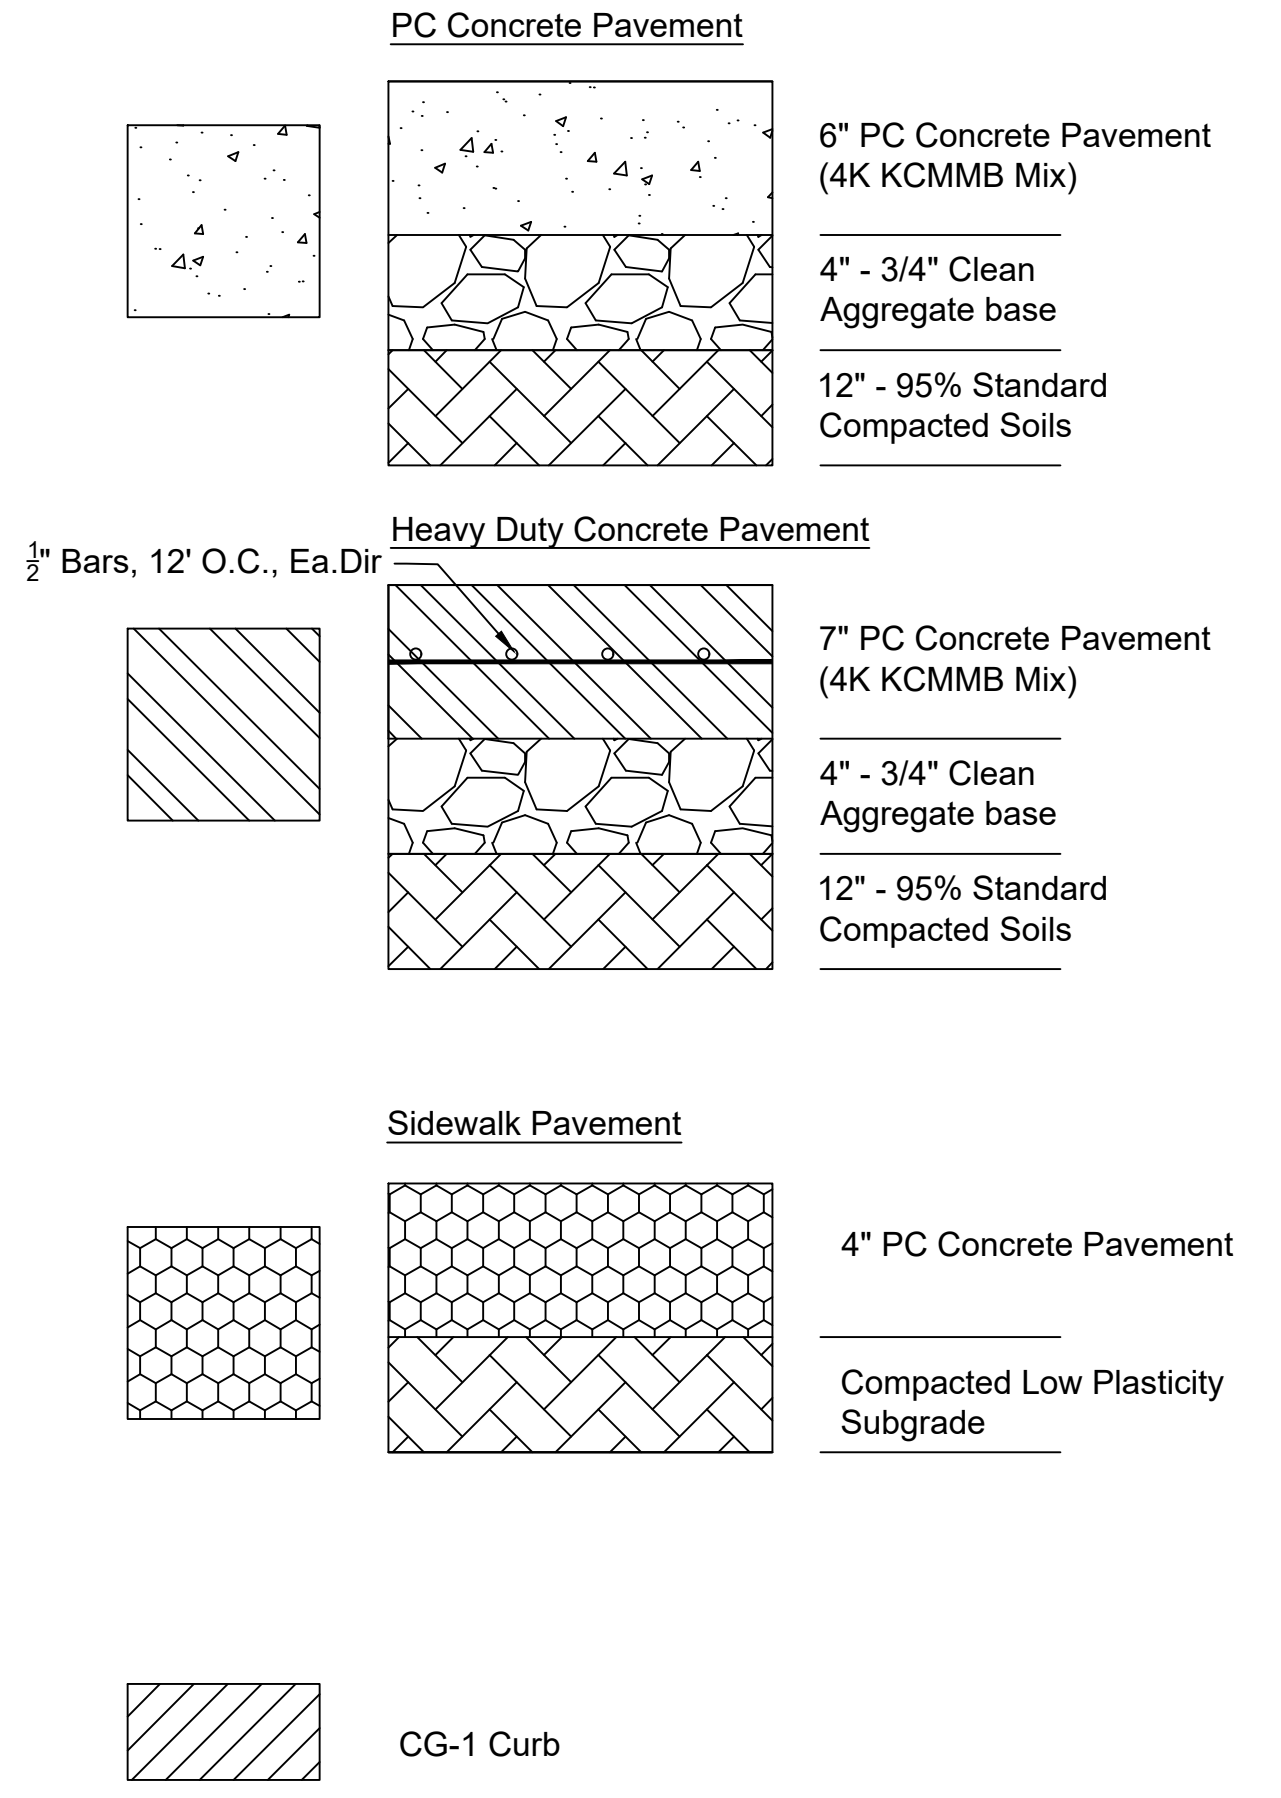 PC Concrete Pavement
6" PC Concrete Pavement
(4K KCMMB Mix)
4" - 3/4" Clean
Aggregate base
12" - 95% Standard
Compacted Soils
Heavy Duty Concrete Pavement
½" Bars, 12' O.C., Ea.Dir
7" PC Concrete Pavement
(4K KCMMB Mix)
4" - 3/4" Clean
Aggregate base
12" - 95% Standard
Compacted Soils
Sidewalk Pavement
4" PC Concrete Pavement
Compacted Low Plasticity
Subgrade
CG-1 Curb